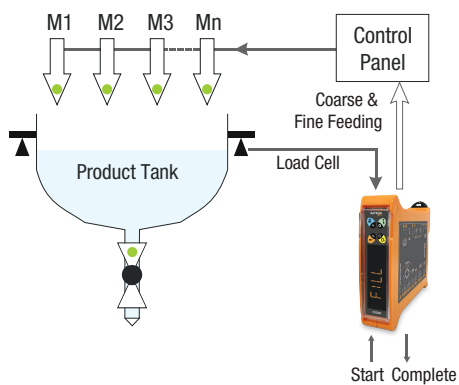 M1 M2 M3 Mn
Control
Panel
Coarse &
Fine Feeding
Product Tank
Load Cell
FILL
Start Complete